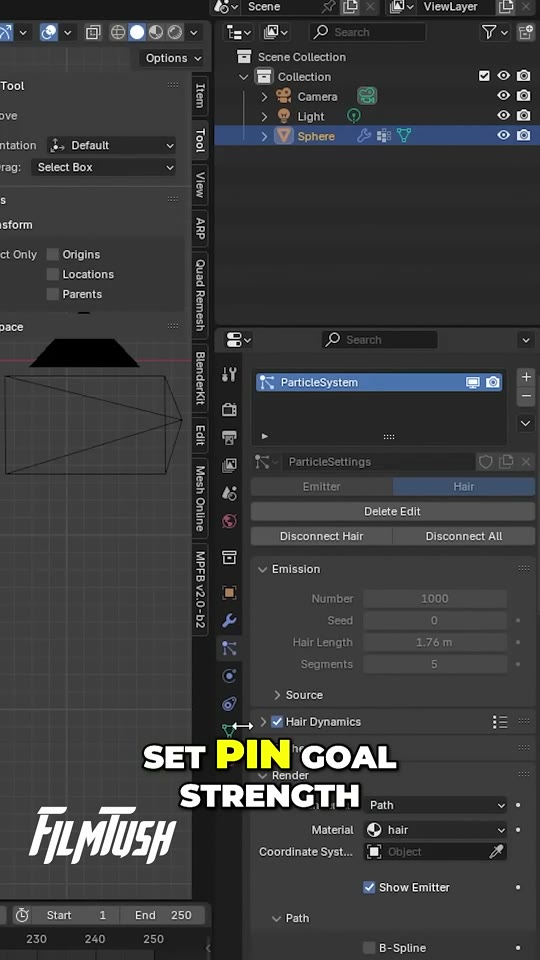 Scene
ViewLayer
Options
Search
Scene Collection
Collection
Camera
Light
Sphere
Tool
ove
ntation
Default
Drag:
Select Box
s
nsform
ct Only
Origins
Locations
Parents
pace
Item
Tool
View
ARP
Quad Remesh
BlenderKit
Edit
Mesh Online
MPFB v2.0-b2
Search
ParticleSystem
ParticleSettings
Emitter
Hair
Delete Edit
Disconnect Hair
Disconnect All
Emission
Number 1000
Seed 0
Hair Length 1.76 m
Segments 5
Source
Hair Dynamics
SET PIN GOAL
STRENGTH
Render
Path
Material hair
Coordinate Syst... Object
Show Emitter
Path
B-Spline
FILMTUSH
Start 1
End 250
230 240 250